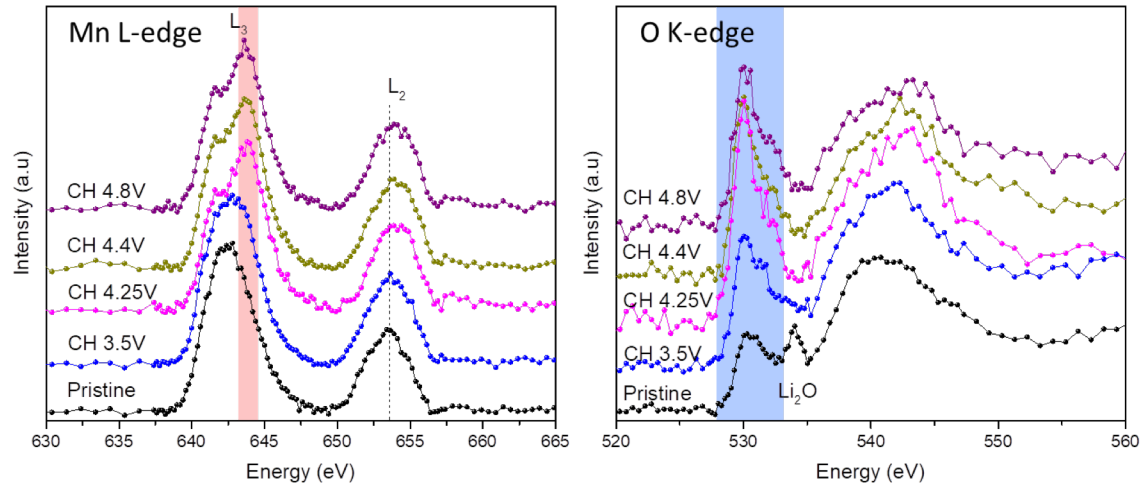 Mn L-edge
L₃
L₂
CH 4.8V
CH 4.4V
CH 4.25V
CH 3.5V
Pristine
Intensity (a.u)
630 635 640 645 650 655 660 665
Energy (eV)
O K-edge
CH 4.8V
CH 4.4V
CH 4.25V
CH 3.5V
Pristine
Li₂O
Intensity (a.u)
520 530 540 550 560
Energy (eV)